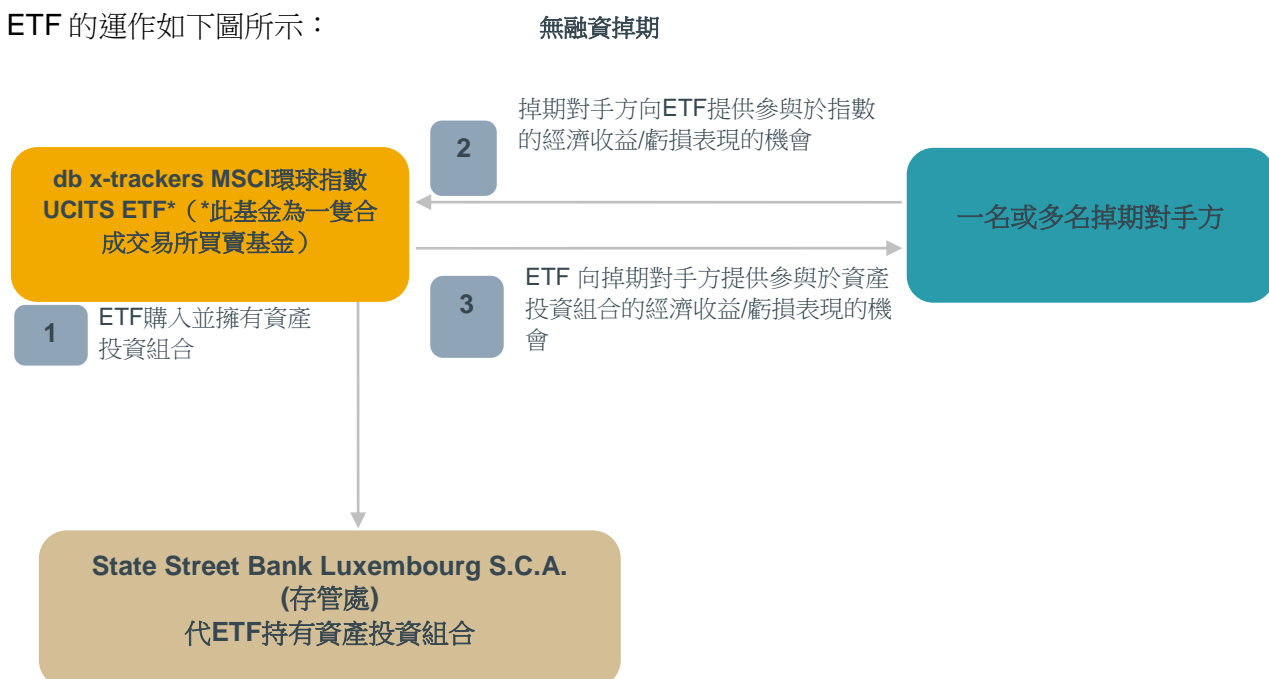 ETF 的運作如下圖所示：
無融資掉期
掉期對手方向ETF提供參與於指數
的經濟收益/虧損表現的機會
2
db x-trackers MSCI環球指數
UCITS ETF*（*此基金為一隻合
成交易所買賣基金）
一名或多名掉期對手方
ETF 向掉期對手方提供參與於資產
投資組合的經濟收益/虧損表現的機
會
3
1
ETF購入並擁有資產
投資組合
State Street Bank Luxembourg S.C.A.
(存管處)
代ETF持有資產投資組合